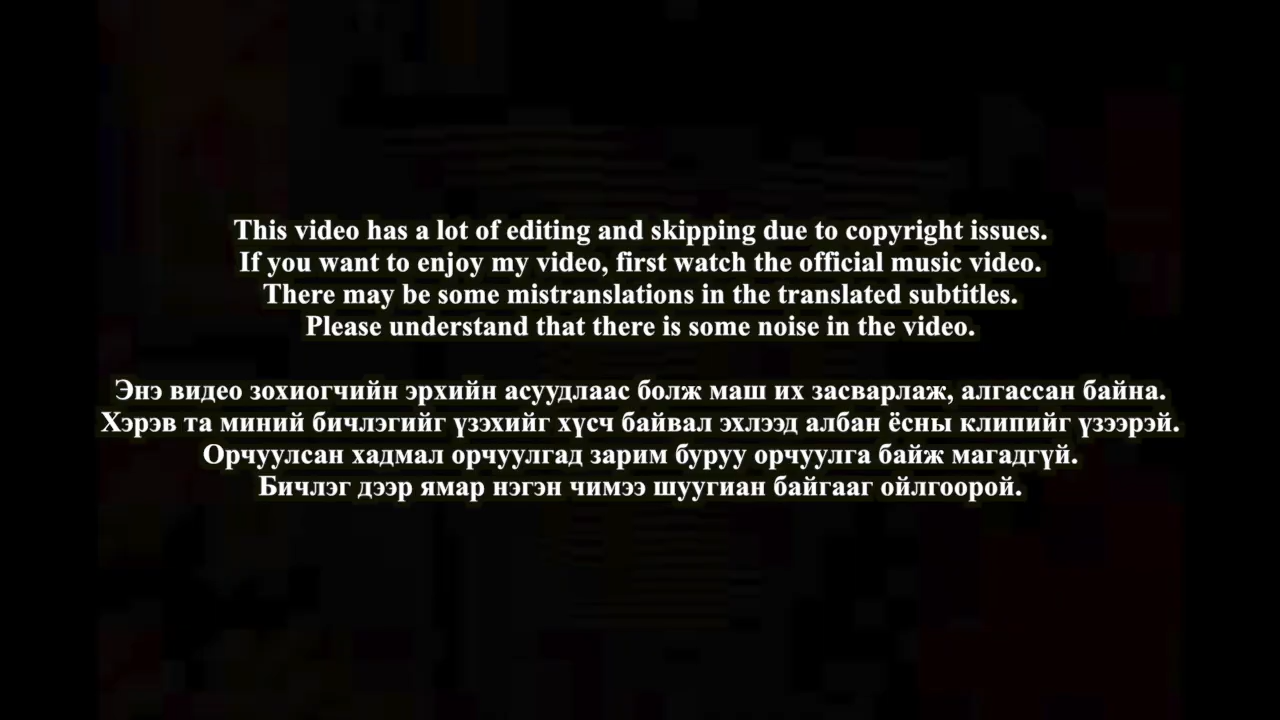 This video has a lot of editing and skipping due to copyright issues.
If you want to enjoy my video, first watch the official music video.
There may be some mistranslations in the translated subtitles.
Please understand that there is some noise in the video.
Энэ видео зохиогчийн эрхийн асуудлаас болж маш их засварлаж, алгассан байна.
Хэрэв та миний бичлэгийг үзэхийг хүсч байвал эхлээд албан ёсны клипийг үзээрэй.
Орчуулсан хадмал орчуулгад зарим буруу орчуулга байж магадгүй.
Бичлэг дээр ямар нэгэн чимээ шуугиан байгааг ойлгоорой.